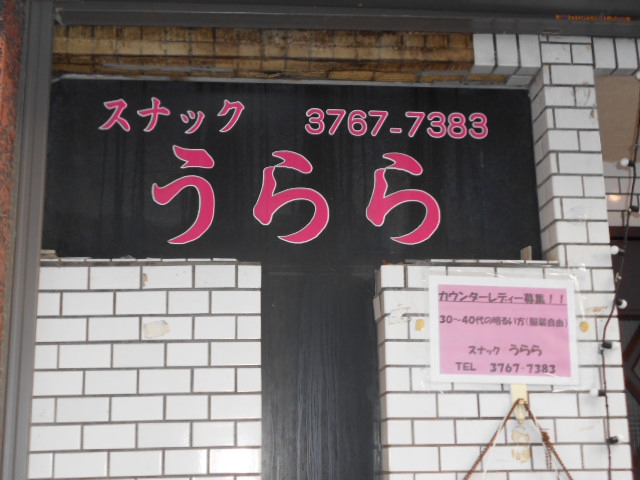 スナック 3767-7383
うらら
カウンターレディー募集!!
30～40代の明るい方(服装自由)
スナック うらら
TEL 3767-7383